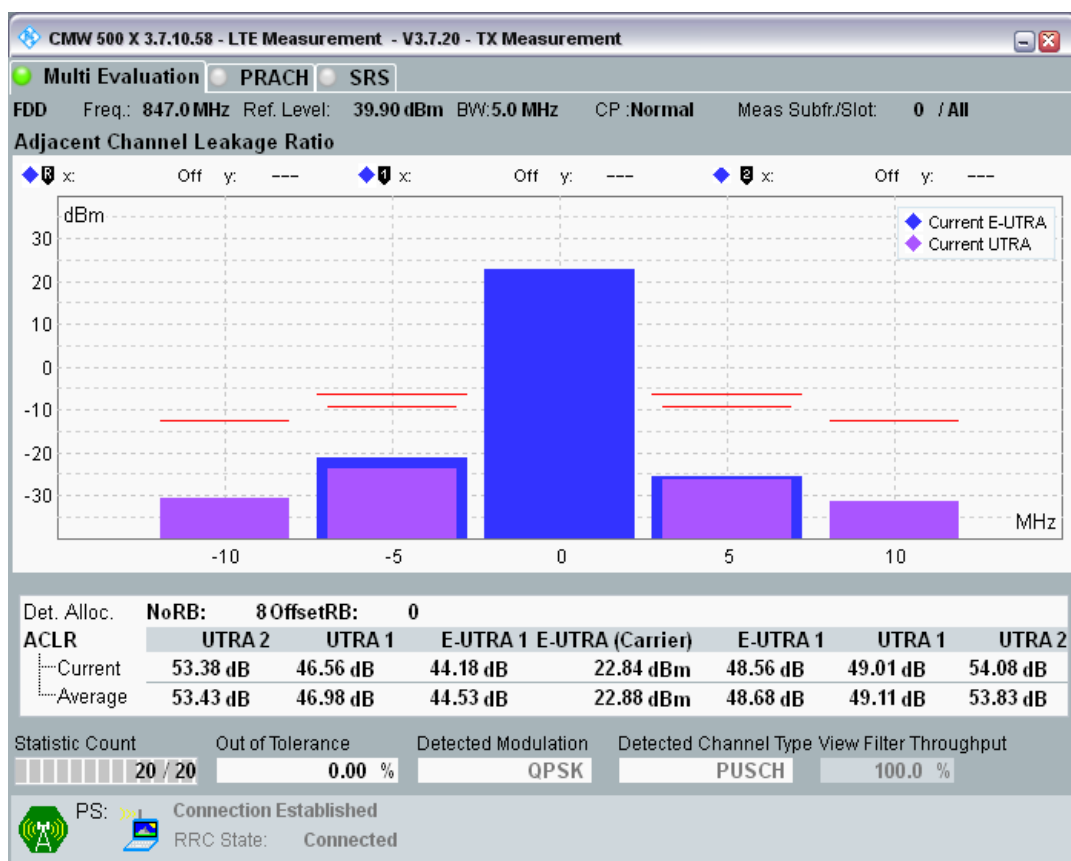 CMW 500 X 3.7.10.58 - LTE Measurement - V3.7.20 - TX Measurement
Multi Evaluation PRACH SRS
FDD Freq.: 847.0 MHz Ref. Level: 39.90 dBm BW:5.0 MHz CP :Normal Meas Subfr./Slot: 0 / All
Adjacent Channel Leakage Ratio
R x: Off y: --- 1 x: Off y: --- 2 x: Off y: ---
dBm
Current E-UTRA
Current UTRA
30
20
10
0
-10
-20
-30
MHz
-10 -5 0 5 10
Det. Alloc. NoRB: 8 OffsetRB: 0
ACLR UTRA 2 UTRA 1 E-UTRA 1 E-UTRA (Carrier) E-UTRA 1 UTRA 1 UTRA 2
Current 53.38 dB 46.56 dB 44.18 dB 22.84 dBm 48.56 dB 49.01 dB 54.08 dB
Average 53.43 dB 46.98 dB 44.53 dB 22.88 dBm 48.68 dB 49.11 dB 53.83 dB
Statistic Count Out of Tolerance Detected Modulation Detected Channel Type View Filter Throughput
20 / 20 0.00 % QPSK PUSCH 100.0 %
PS: Connection Established
RRC State: Connected